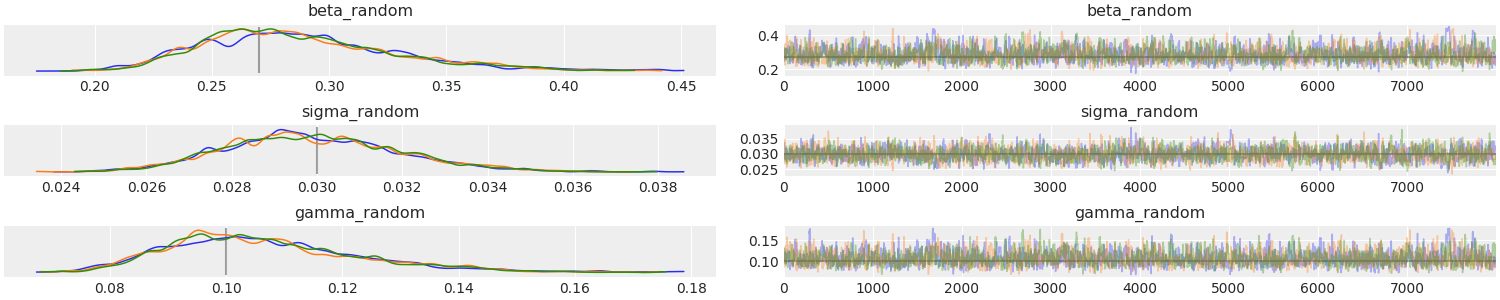 beta_random beta_random
0.4
0.2
0.20 0.25 0.30 0.35 0.40 0.45 0 1000 2000 3000 4000 5000 6000 7000
sigma_random sigma_random
0.035
0.030
0.025
0.024 0.026 0.028 0.030 0.032 0.034 0.036 0.038 0 1000 2000 3000 4000 5000 6000 7000
gamma_random gamma_random
0.15
0.10
0.08 0.10 0.12 0.14 0.16 0.18 0 1000 2000 3000 4000 5000 6000 7000